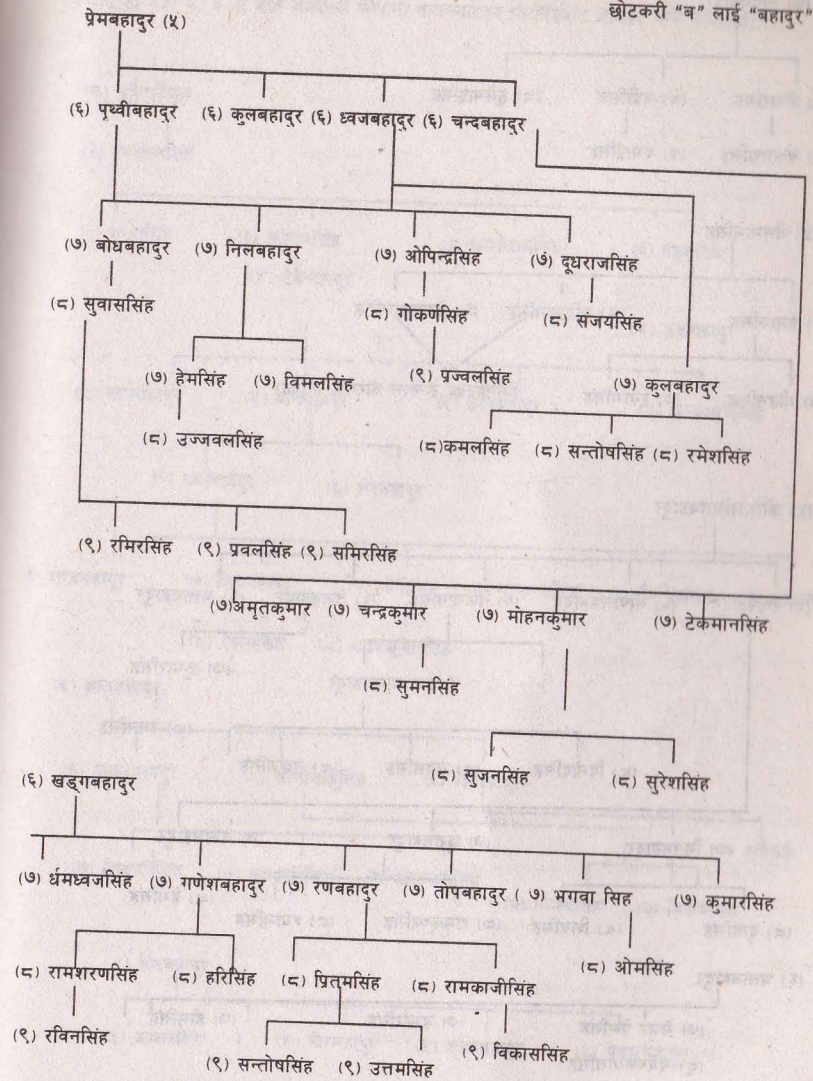 छोटकरी “ब” लाई “बहादुर”
प्रेमबहादुर (५)
(६) पृथ्वीबहादुर (६) कुलबहादुर (६) ध्वजबहादुर (६) चन्दबहादुर
(७) बोधबहादुर (७) निलबहादुर (७) ओपिन्द्रसिंह (७) दूधराजसिंह
(८) सुवाससिंह (८) गोकर्णसिंह (८) संजयसिंह
(७) हेमसिंह (७) विमलसिंह (९) प्रज्वलसिंह (७) कुलबहादुर
(८) उज्जवलसिंह (८)कमलसिंह (८) सन्तोषसिंह (८) रमेशसिंह
(९) रमिरसिंह (९) प्रवलसिंह (९) समिरसिंह
(७)अमृतकुमार (७) चन्द्रकुमार (७) मोहनकुमार (७) टेकमानसिंह
(८) सुमनसिंह
(८) सुजनसिंह (८) सुरेशसिंह
(६) खड्गबहादुर
(७) र्धमध्वजसिंह (७) गणेशबहादुर (७) रणबहादुर (७) तोपबहादुर ( ७) भगवा सिह (७) कुमारसिंह
(८) रामशरणसिंह (८) हरिसिंह (८) प्रितमसिंह (८) रामकाजीसिंह (८) ओमसिंह
(९) रविनसिंह (९) सन्तोषसिंह (९) उत्तमसिंह (९) विकाससिंह